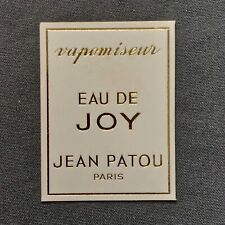 vapomiseur
EAU DE
JOY
JEAN PATOU
PARIS